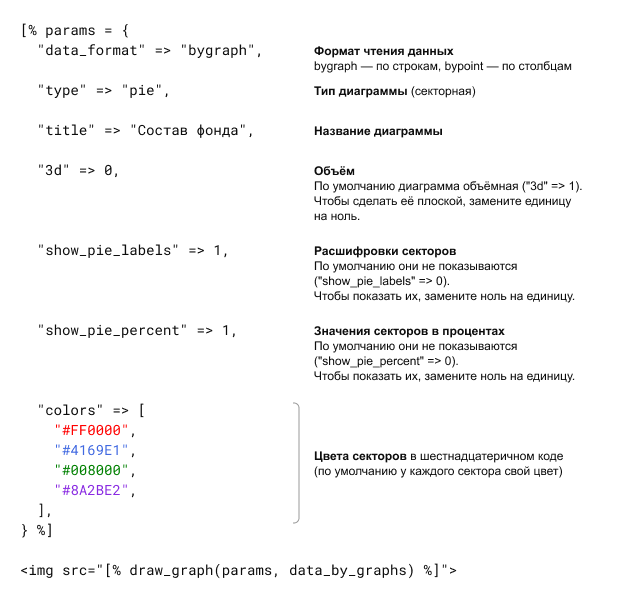 [% params = {
"data_format" => "bygraph",
Формат чтения данных
bygraph — по строкам, bypoint — по столбцам
"type" => "pie",
Тип диаграммы (секторная)
"title" => "Состав фонда",
Название диаграммы
"3d" => 0,
Объём
По умолчанию диаграмма объёмная ("3d" => 1).
Чтобы сделать её плоской, замените единицу
на ноль.
"show_pie_labels" => 1,
Расшифровки секторов
По умолчанию они не показываются
("show_pie_labels" => 0).
Чтобы показать их, замените ноль на единицу.
"show_pie_percent" => 1,
Значения секторов в процентах
По умолчанию они не показываются
("show_pie_percent" => 0).
Чтобы показать их, замените ноль на единицу.
"colors" => [
"#FF0000",
"#4169E1",
"#008000",
"#8A2BE2",
],
Цвета секторов в шестнадцатеричном коде
(по умолчанию у каждого сектора свой цвет)
} %]
<img src="[% draw_graph(params, data_by_graphs) %]">